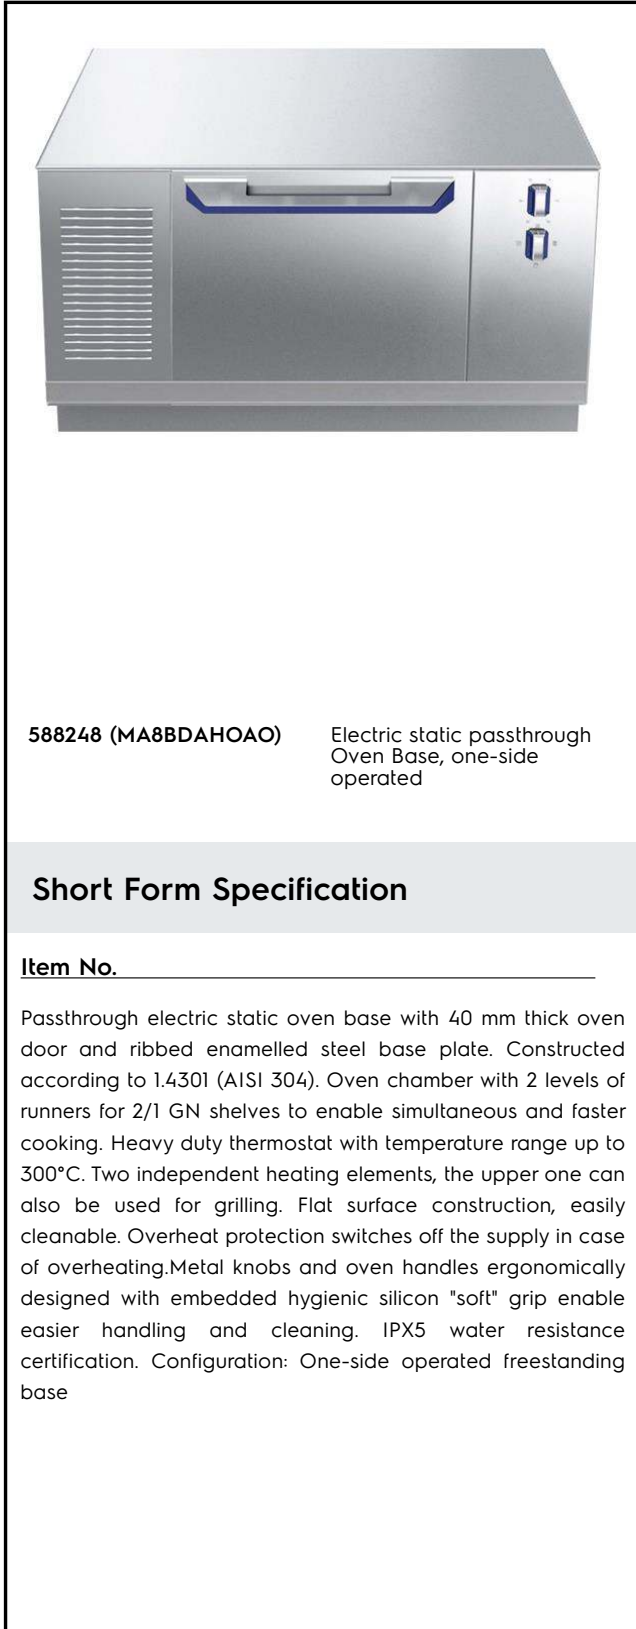 588248 (MA8BDAHOAO)
Electric static passthrough
Oven Base, one-side
operated
Short Form Specification
Item No.
Passthrough electric static oven base with 40 mm thick oven
door and ribbed enamelled steel base plate. Constructed
according to 1.4301 (AISI 304). Oven chamber with 2 levels of
runners for 2/1 GN shelves to enable simultaneous and faster
cooking. Heavy duty thermostat with temperature range up to
300°C. Two independent heating elements, the upper one can
also be used for grilling. Flat surface construction, easily
cleanable. Overheat protection switches off the supply in case
of overheating.Metal knobs and oven handles ergonomically
designed with embedded hygienic silicon "soft" grip enable
easier handling and cleaning. IPX5 water resistance
certification. Configuration: One-side operated freestanding
base